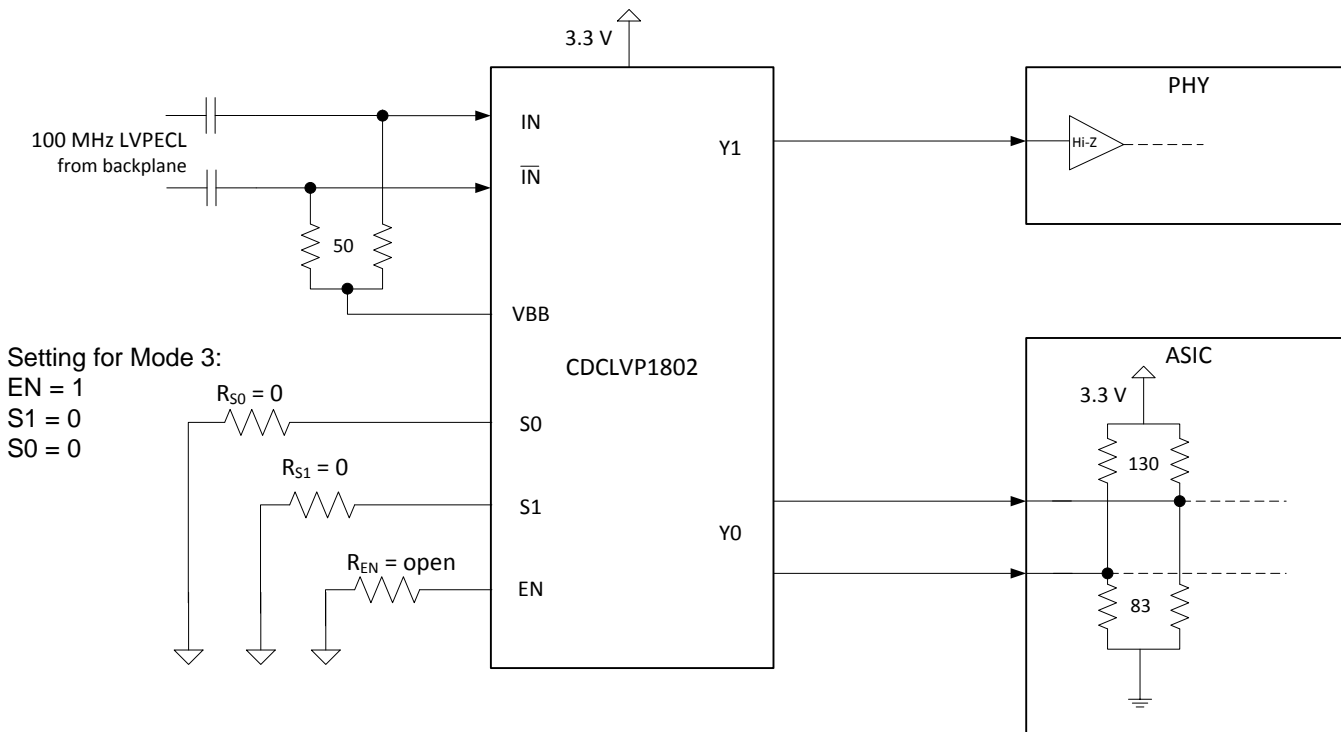 3.3 V
PHY
100 MHz LVPECL
from backplane
IN
IN
Y1
Hi-Z
50
VBB
ASIC
Setting for Mode 3:
EN = 1
S1 = 0
S0 = 0
CDCLVP1802
RS0 = 0
S0
3.3 V
130
RS1 = 0
S1
Y0
REN = open
EN
83